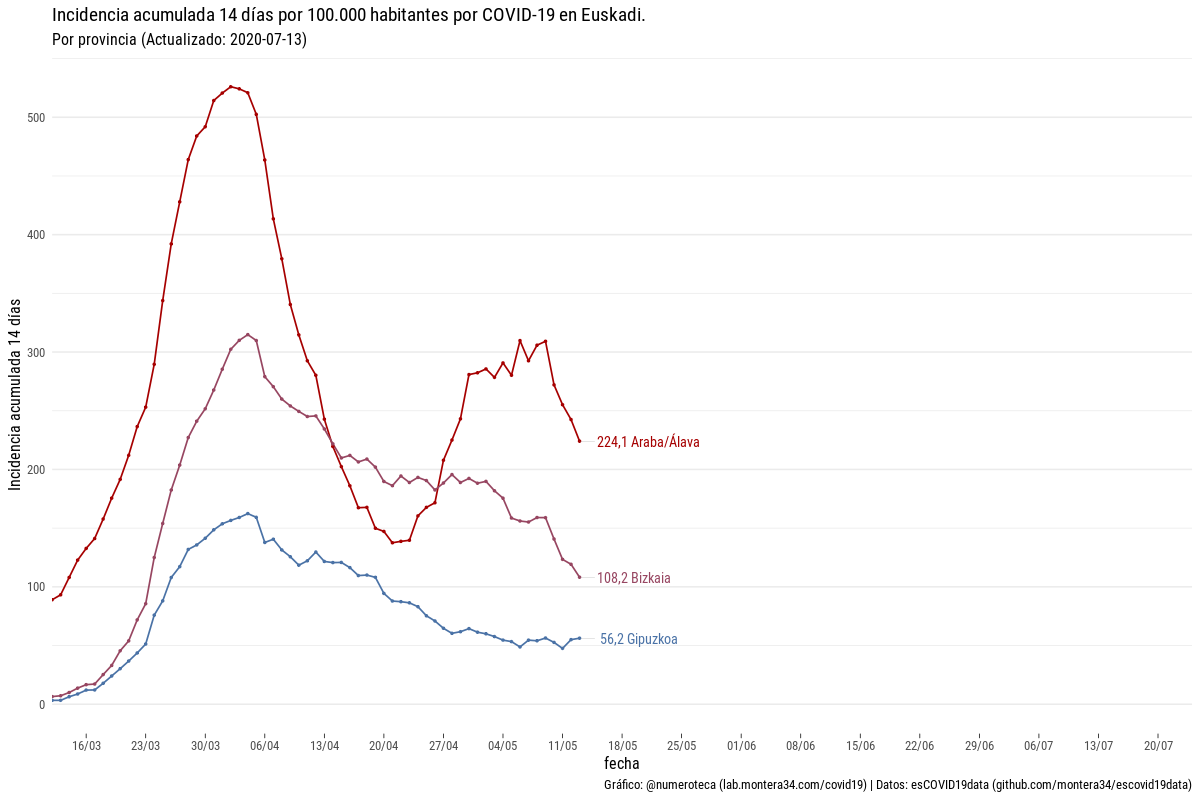 Incidencia acumulada 14 días por 100.000 habitantes por COVID-19 en Euskadi.
Por provincia (Actualizado: 2020-07-13)
Incidencia acumulada 14 días
500
400
300
200
100
0
224,1 Araba/Álava
108,2 Bizkaia
56,2 Gipuzkoa
16/03 23/03 30/03 06/04 13/04 20/04 27/04 04/05 11/05 18/05 25/05 01/06 08/06 15/06 22/06 29/06 06/07 13/07 20/07
fecha
Gráfico: @numeroteca (lab.montera34.com/covid19) | Datos: esCOVID19data (github.com/montera34/escovid19data)